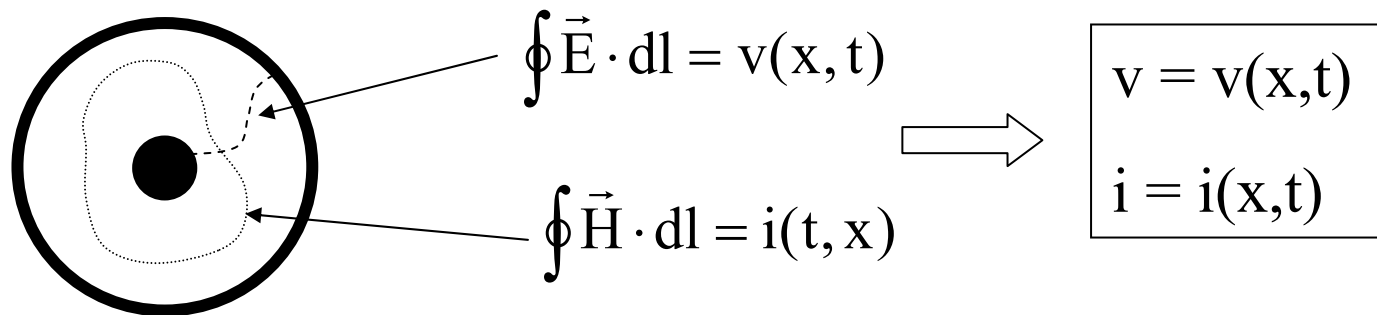 ∮E⃗ · dl = v(x, t)
∮H⃗ · dl = i(t, x)
v = v(x,t)
i = i(x,t)